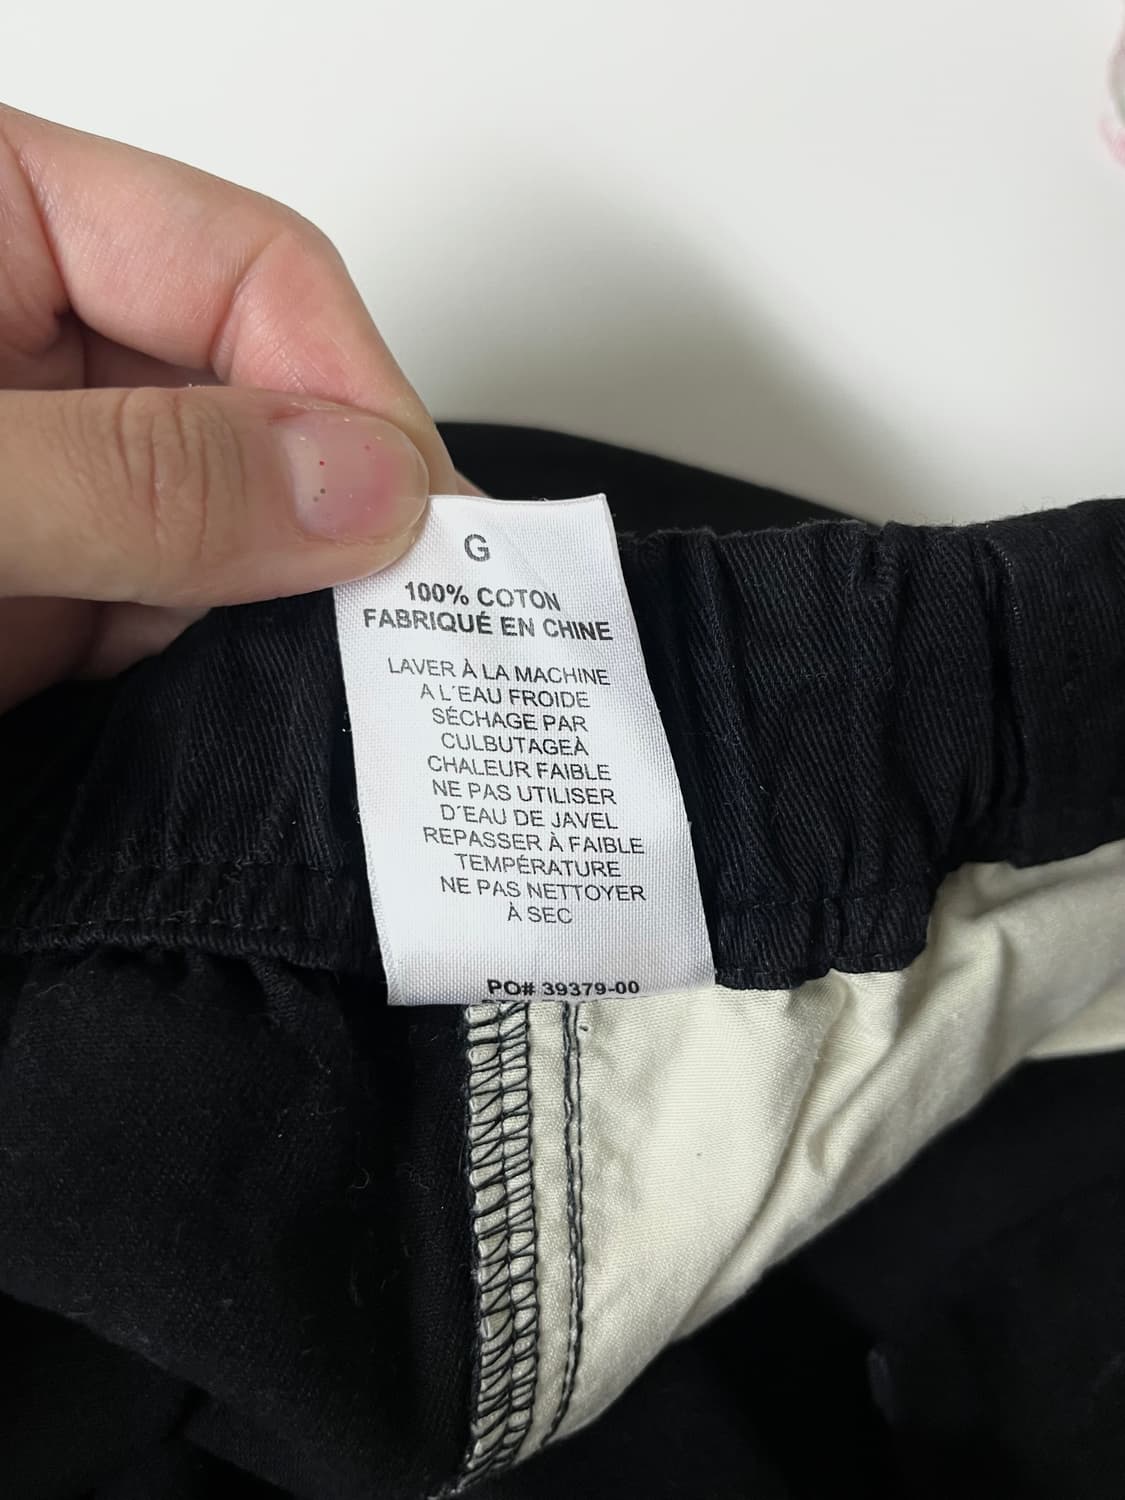 G
100% COTON
FABRIQUÉ EN CHINE
LAVER À LA MACHINE
A L´EAU FROIDE
SÉCHAGE PAR
CULBUTAGEÀ
CHALEUR FAIBLE
NE PAS UTILISER
D´EAU DE JAVEL
REPASSER À FAIBLE
TEMPÉRATURE
NE PAS NETTOYER
À SEC
PO# 39379-00